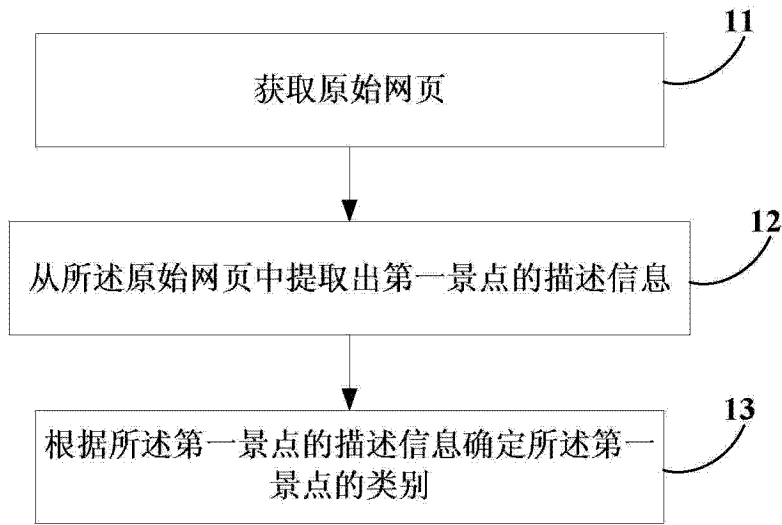 11
获取原始网页
12
从所述原始网页中提取出第一景点的描述信息
13
根据所述第一景点的描述信息确定所述第一
景点的类别